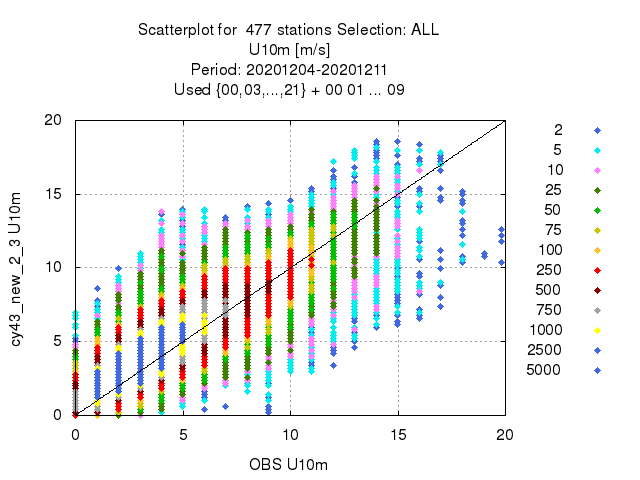 Scatterplot for 477 stations Selection: ALL
U10m [m/s]
Period: 20201204-20201211
Used {00,03,...,21} + 00 01 ... 09
20
15
10
5
0
cy43_new_2_3 U10m
0 5 10 15 20
OBS U10m
2
5
10
25
50
75
100
250
500
750
1000
2500
5000